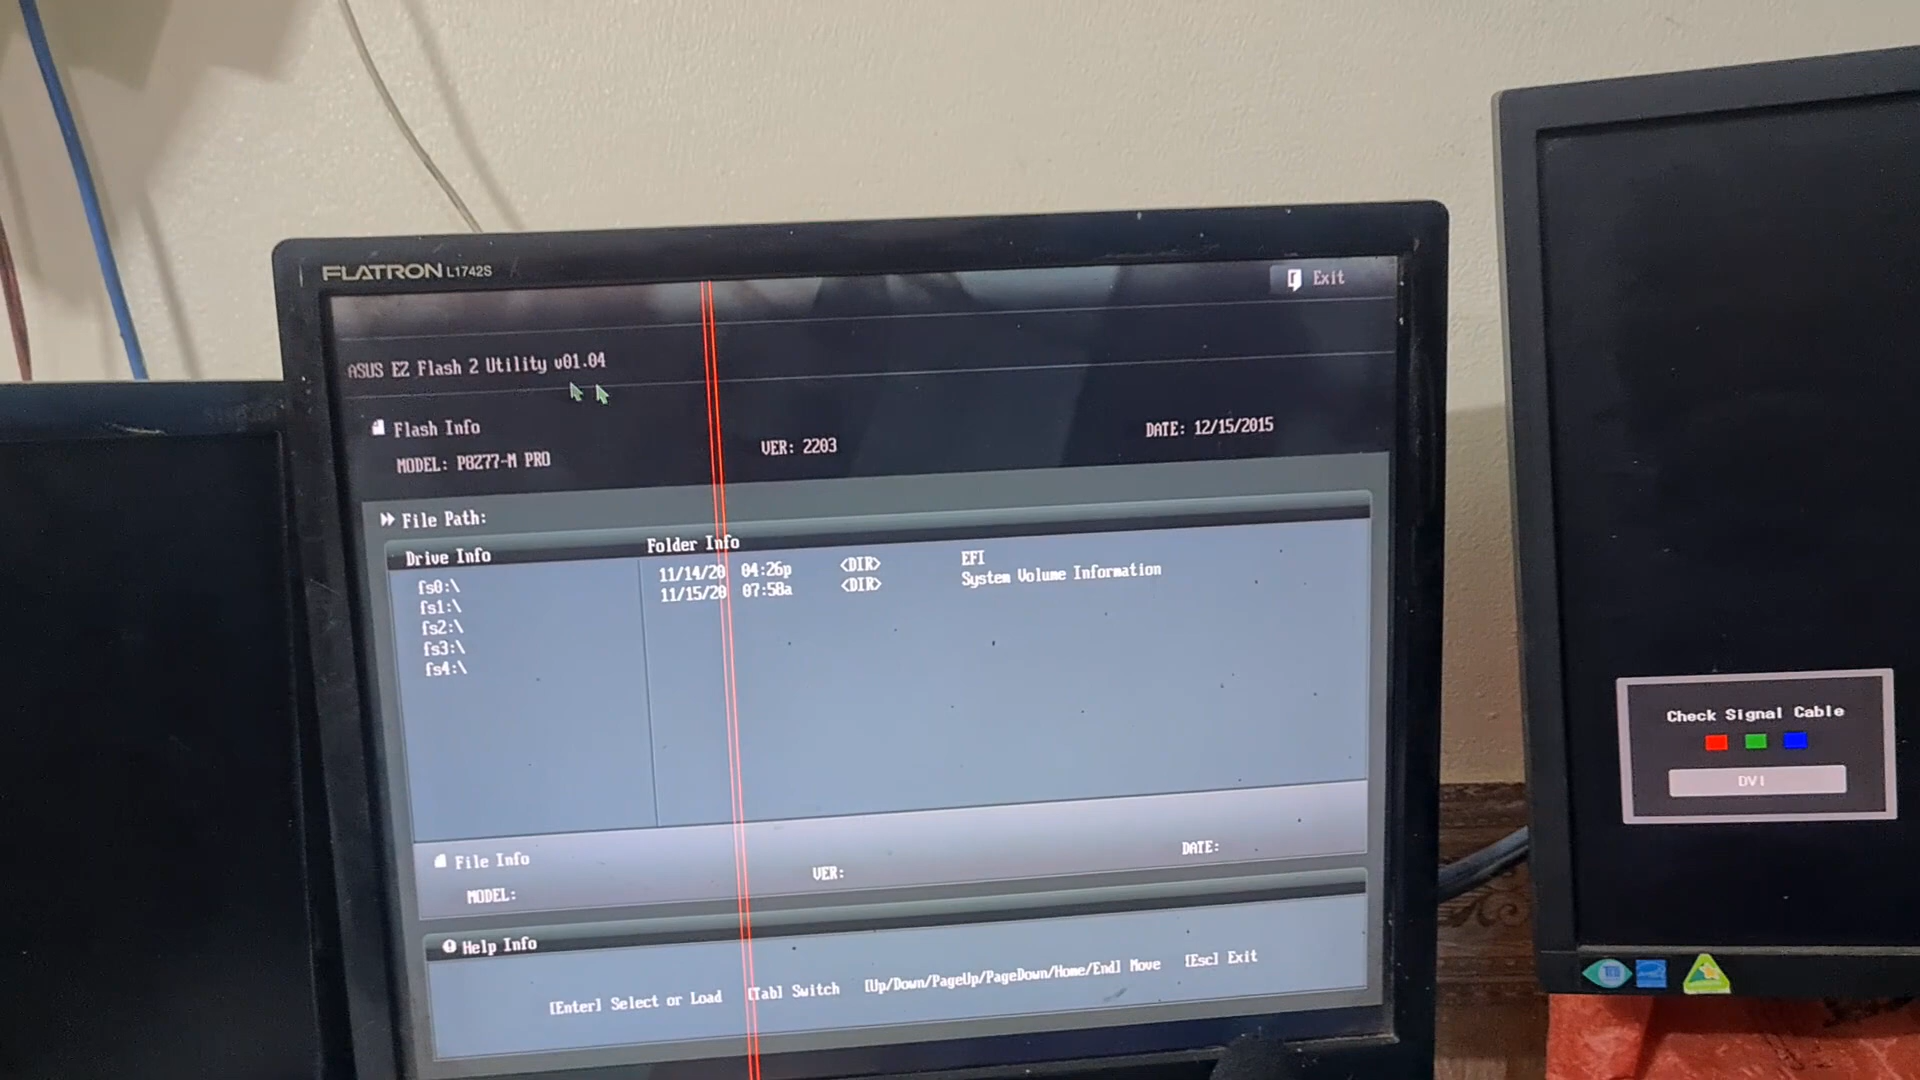 FLATRON L1742S
Exit
ASUS EZ Flash 2 Utility v01.04
Flash Info
MODEL: P8Z77-M PRO
VER: 2203
DATE: 12/15/2015
File Path:
Drive Info
Folder Info
fs0:\
fs1:\
fs2:\
fs3:\
fs4:\
11/14/20 04:26p <DIR> EFI
11/15/20 07:58a <DIR> System Volume Information
File Info
MODEL:
VER:
DATE:
Help Info
[Enter] Select or Load [Tab] Switch [Up/Down/PageUp/PageDown/Home/End] Move [Esc] Exit
Check Signal Cable
DVI